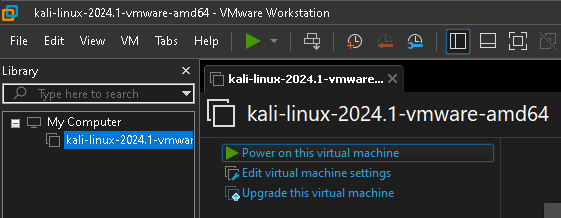 kali-linux-2024.1-vmware-amd64 - VMware Workstation
File Edit View VM Tabs Help
Library
Type here to search
My Computer
kali-linux-2024.1-vmwar
kali-linux-2024.1-vmware...
kali-linux-2024.1-vmware-amd64
Power on this virtual machine
Edit virtual machine settings
Upgrade this virtual machine